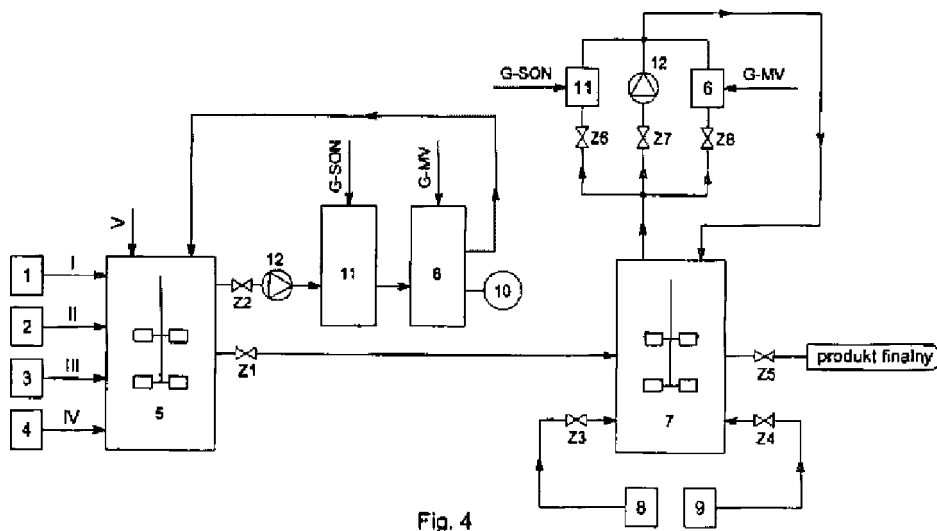 G-SON
11
12
6
G-MV
Z6
Z7
Z8
V
G-SON
G-MV
1
I
2
II
3
III
4
IV
5
Z2
12
11
6
10
Z1
7
Z5
produkt finalny
Z3
Z4
8
9
Fig. 4